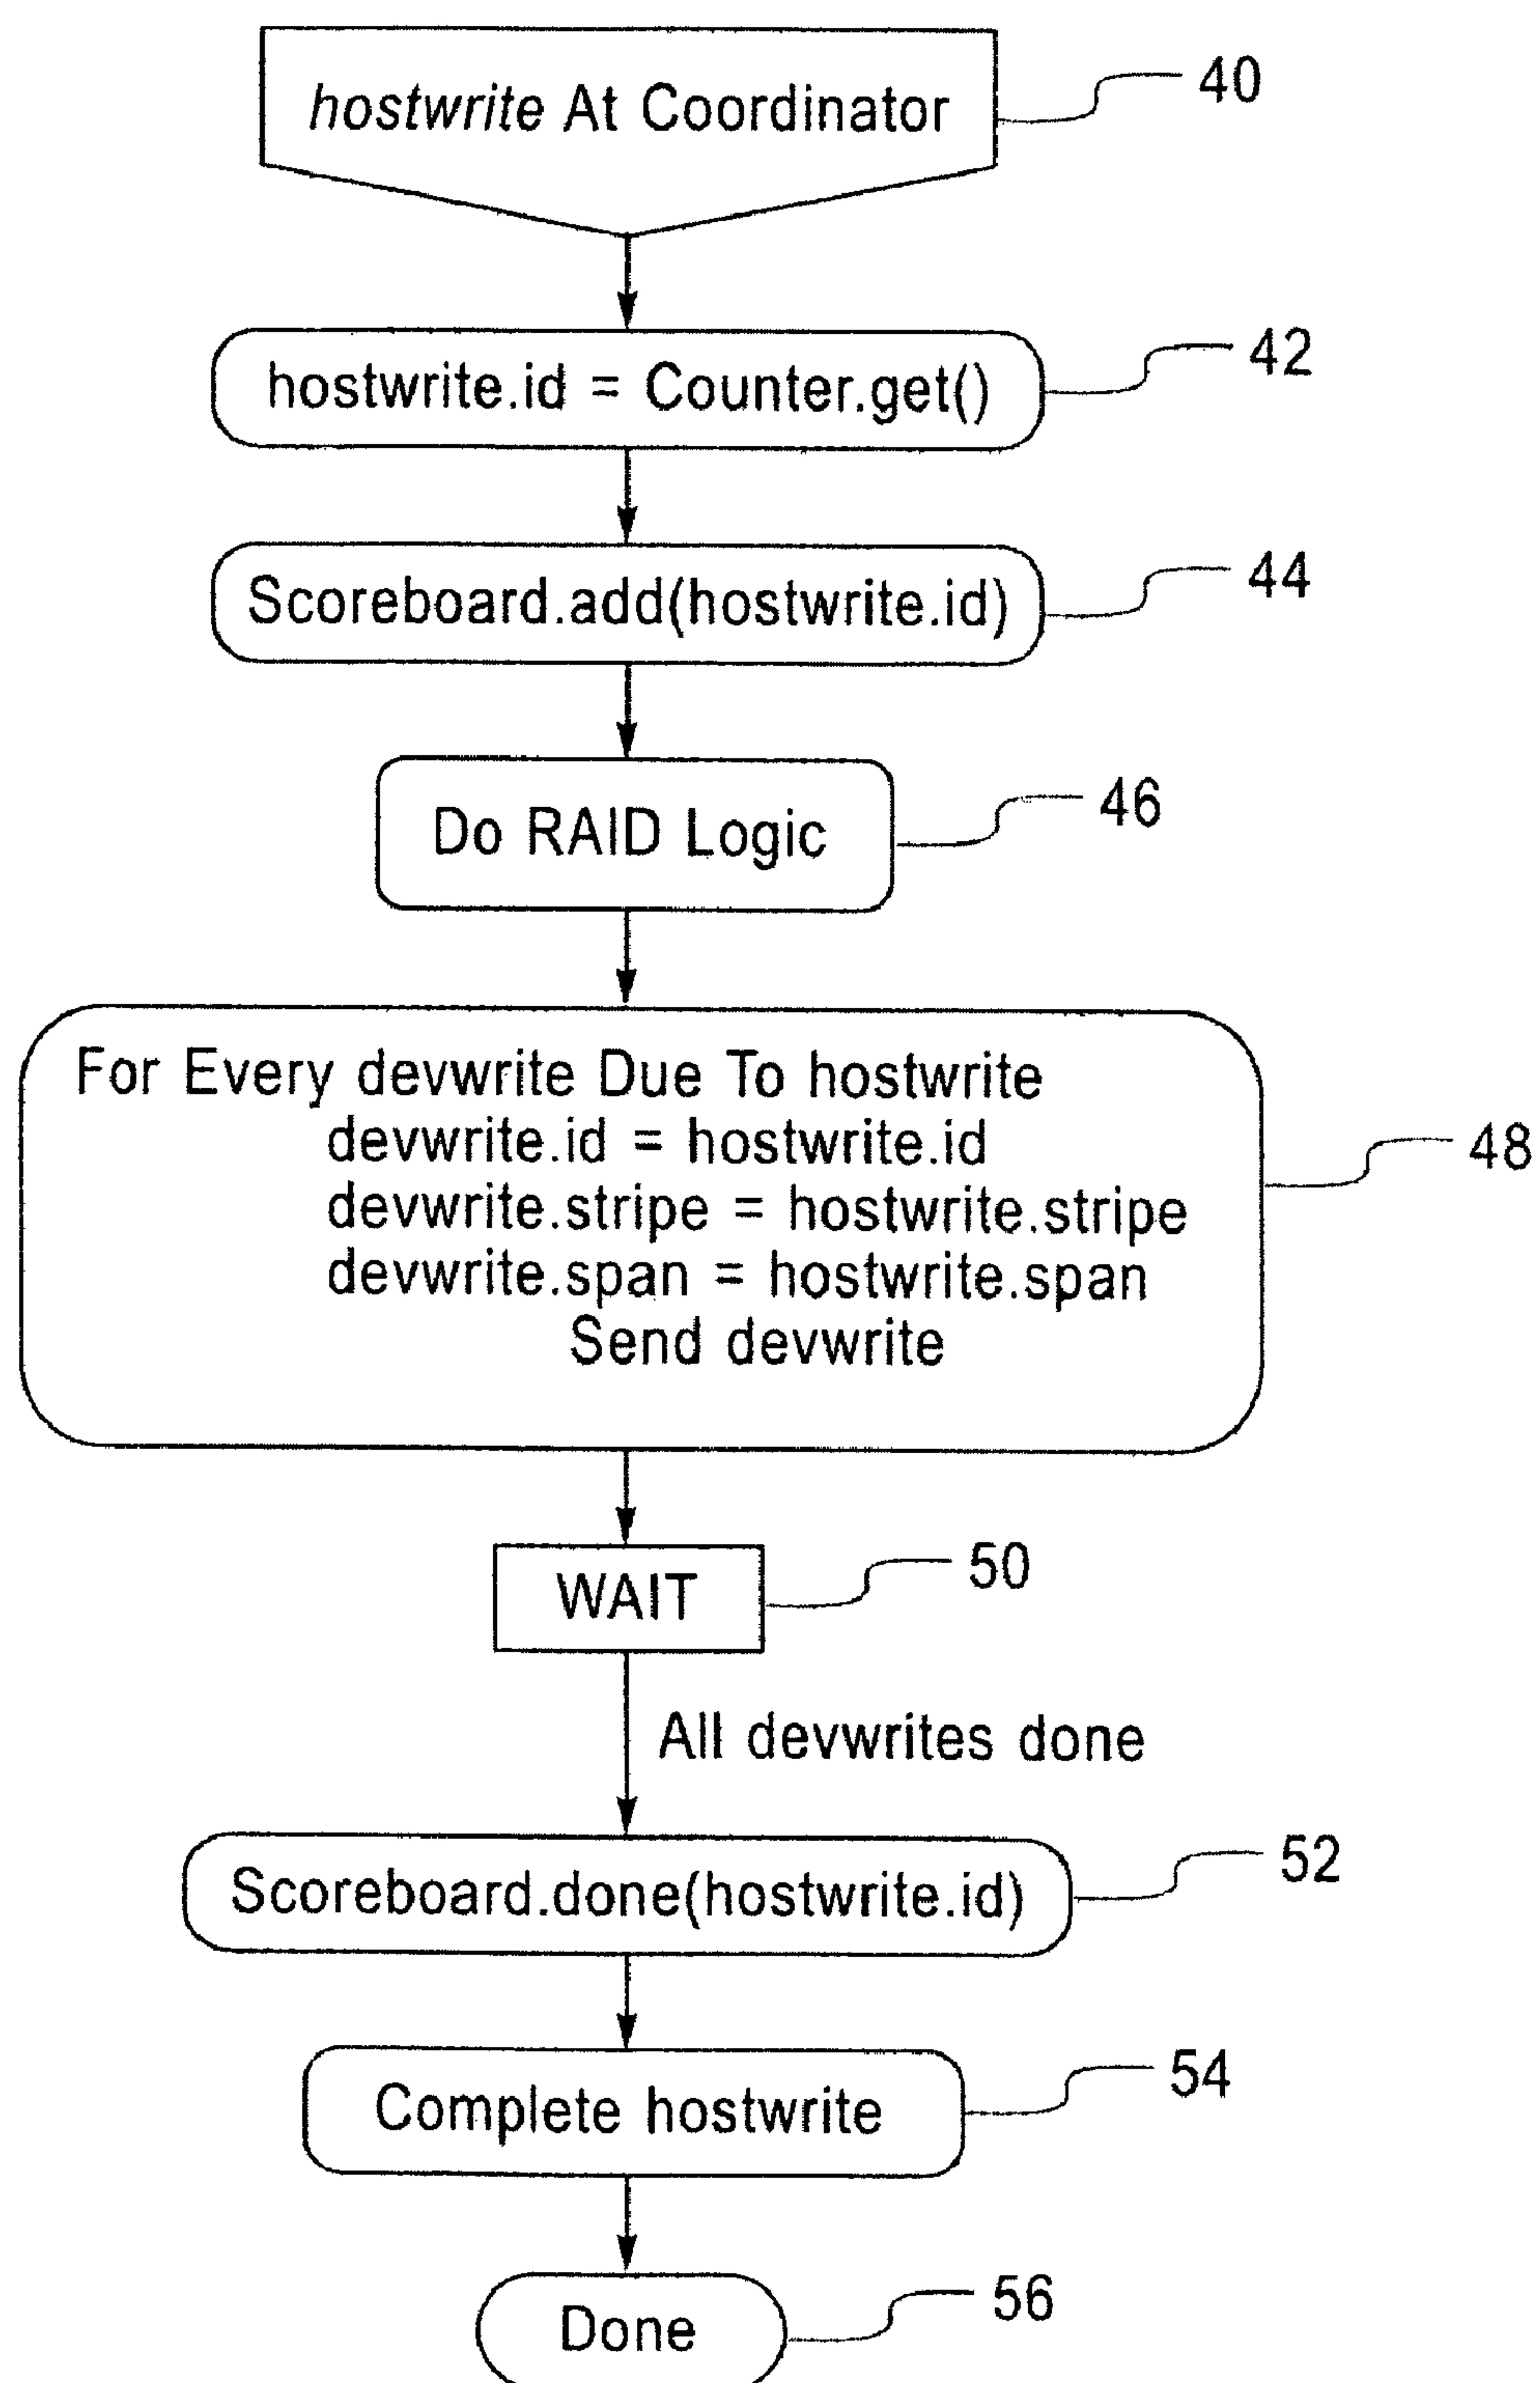 hostwrite At Coordinator
40
hostwrite.id = Counter.get()
42
Scoreboard.add(hostwrite.id)
44
Do RAID Logic
46
For Every devwrite Due To hostwrite
devwrite.id = hostwrite.id
devwrite.stripe = hostwrite.stripe
devwrite.span = hostwrite.span
Send devwrite
48
WAIT
50
All devwrites done
Scoreboard.done(hostwrite.id)
52
Complete hostwrite
54
Done
56